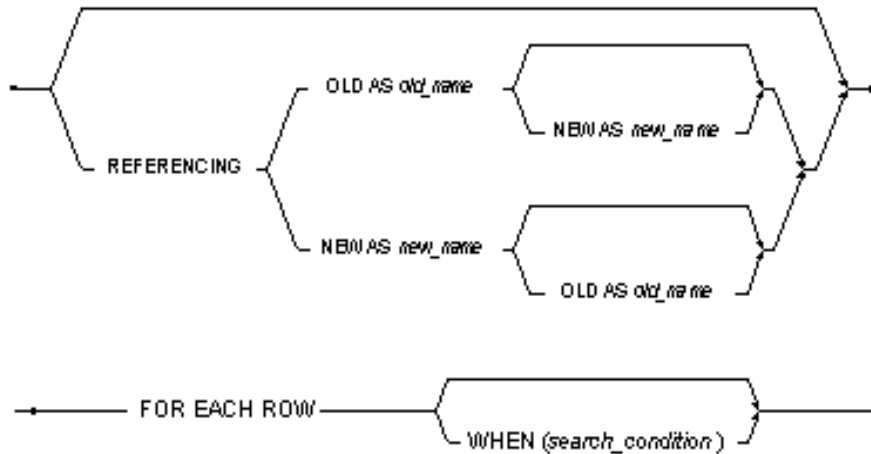 OLD AS old_name
NEW AS new_name
REFERENCING
NEW AS new_name
OLD AS old_name
FOR EACH ROW
WHEN (search_condition)